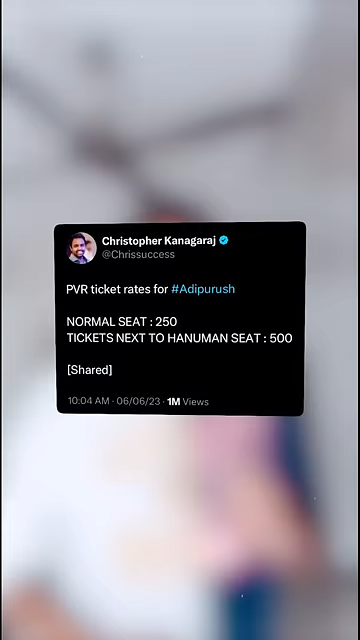 Christopher Kanagaraj
@Chrissuccess
PVR ticket rates for #Adipurush
NORMAL SEAT : 250
TICKETS NEXT TO HANUMAN SEAT : 500
[Shared]
10:04 AM · 06/06/23 · 1M Views